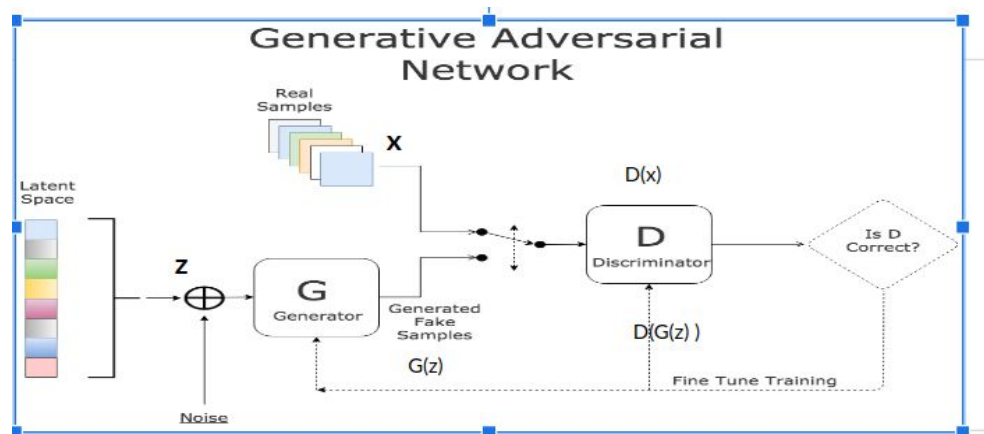 Generative Adversarial
Network
Real
Samples
X
D(x)
Latent
Space
Is D
Correct?
D
Discriminator
Z
G
Generator
Generated
Fake
Samples
D(G(z) )
G(z)
Fine Tune Training
Noise